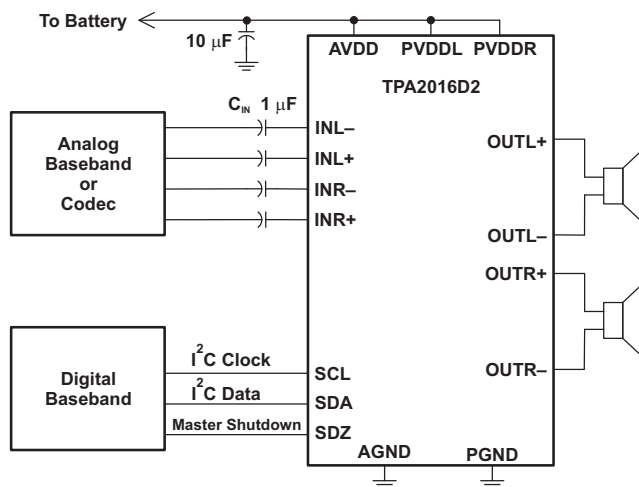 To Battery
10 μF
AVDD PVDDL PVDDR
TPA2016D2
CIN 1 μF
Analog
Baseband
or
Codec
INL–
INL+
INR–
INR+
OUTL+
OUTL–
OUTR+
OUTR–
Digital
Baseband
I²C Clock
I²C Data
Master Shutdown
SCL
SDA
SDZ
AGND PGND